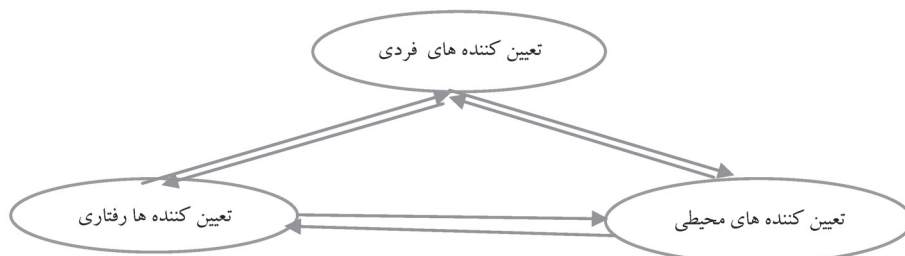 تعیین کننده های فردی
تعیین کننده ها رفتاری
تعیین کننده های محیطی